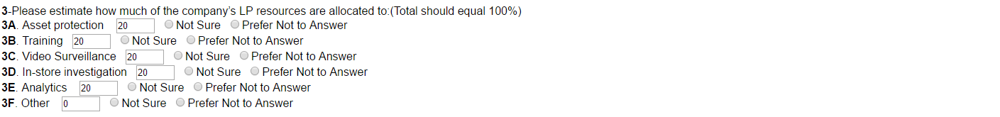 3-Please estimate how much of the company's LP resources are allocated to:(Total should equal 100%)
3A. Asset protection 20 Not Sure Prefer Not to Answer
3B. Training 20 Not Sure Prefer Not to Answer
3C. Video Surveillance 20 Not Sure Prefer Not to Answer
3D. In-store investigation 20 Not Sure Prefer Not to Answer
3E. Analytics 20 Not Sure Prefer Not to Answer
3F. Other 0 Not Sure Prefer Not to Answer